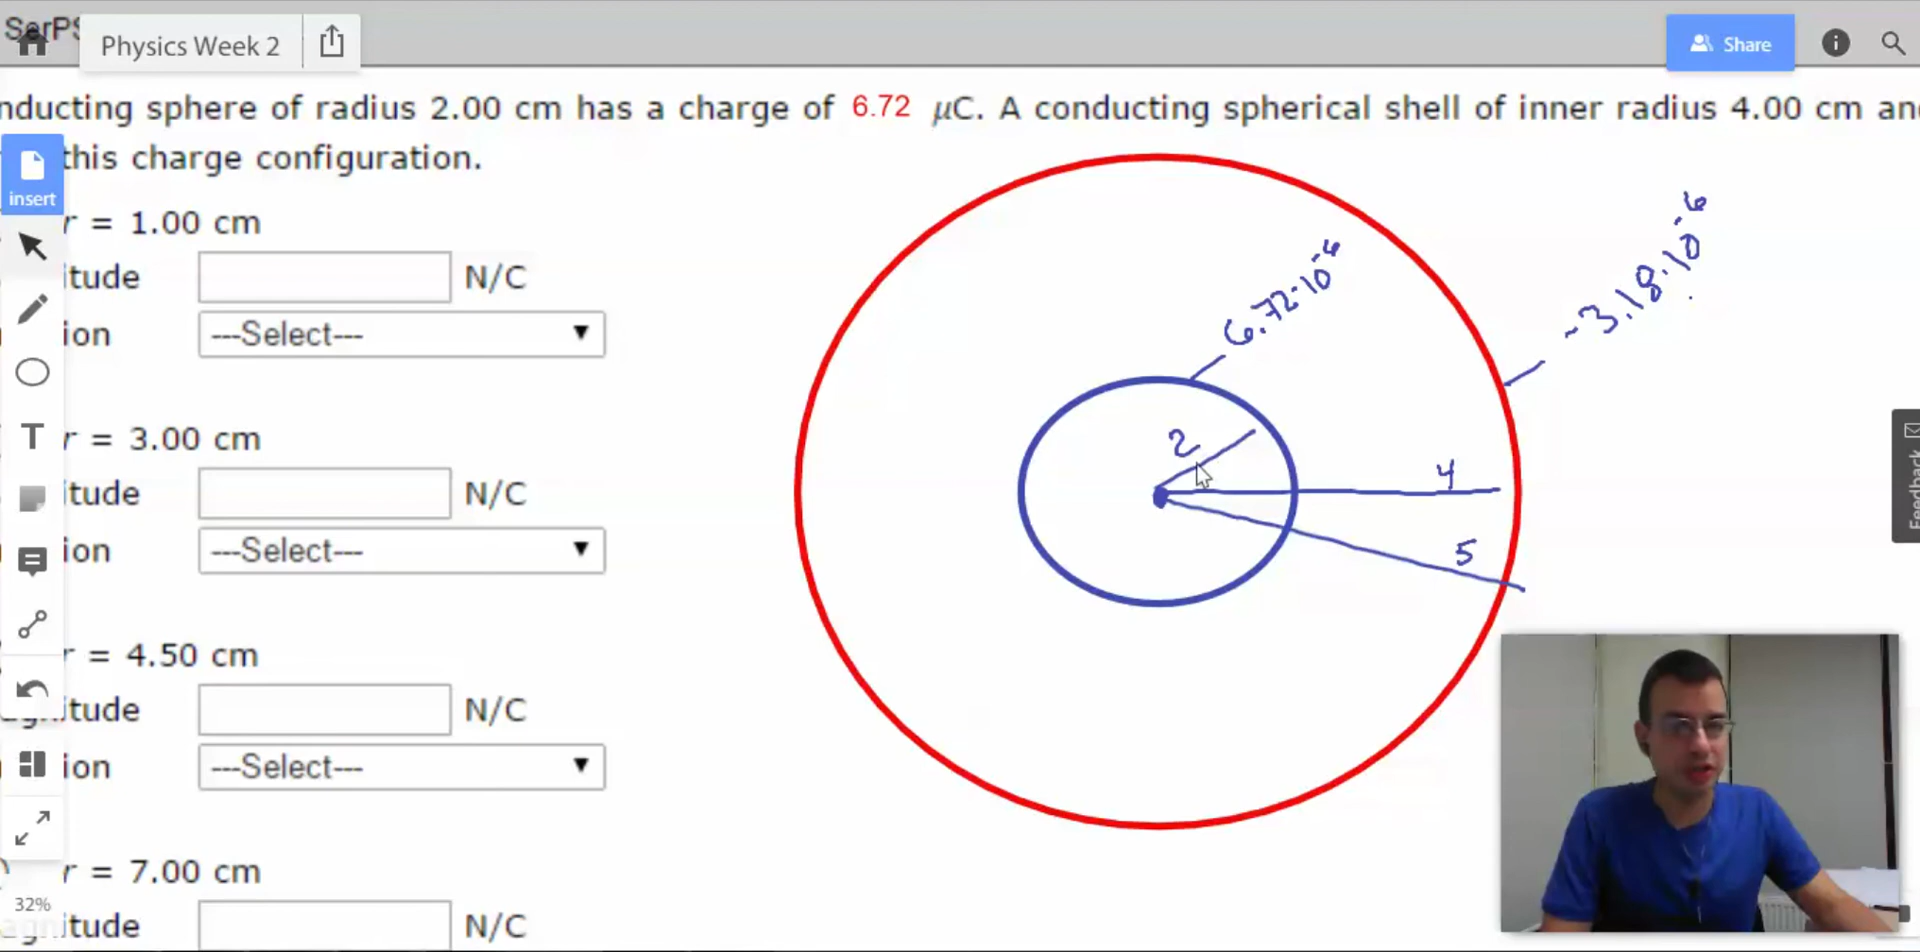 SerPS
Physics Week 2
Share
nducting sphere of radius 2.00 cm has a charge of 6.72 μC. A conducting spherical shell of inner radius 4.00 cm and
this charge configuration.
insert
r = 1.00 cm
itude N/C
ion ---Select---
r = 3.00 cm
itude N/C
ion ---Select---
r = 4.50 cm
agnitude N/C
ion ---Select---
r = 7.00 cm
agnitude N/C
32%
T
6.72·10^-6
-3.18·10^-6
2
4
5
Feedback